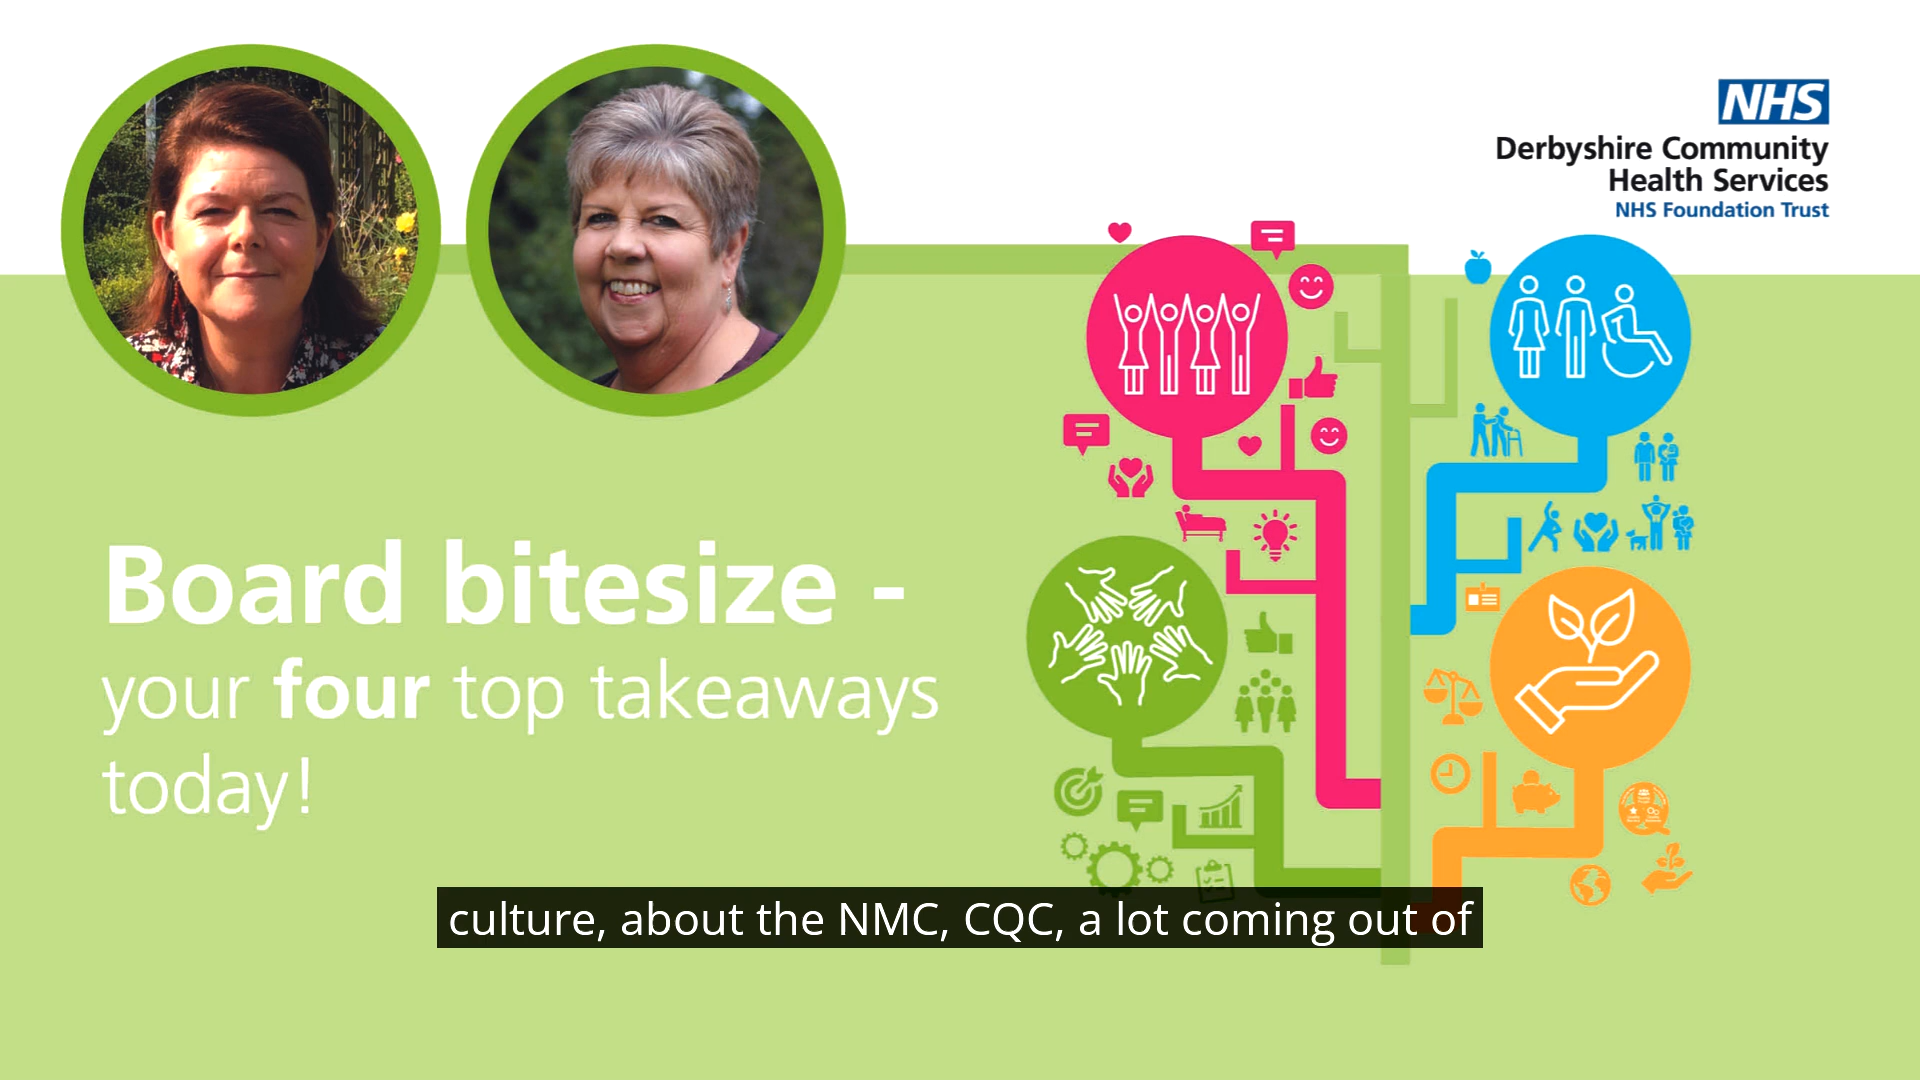 NHS
Derbyshire Community
Health Services
NHS Foundation Trust
Board bitesize -
your four top takeaways
today!
culture, about the NMC, CQC, a lot coming out of